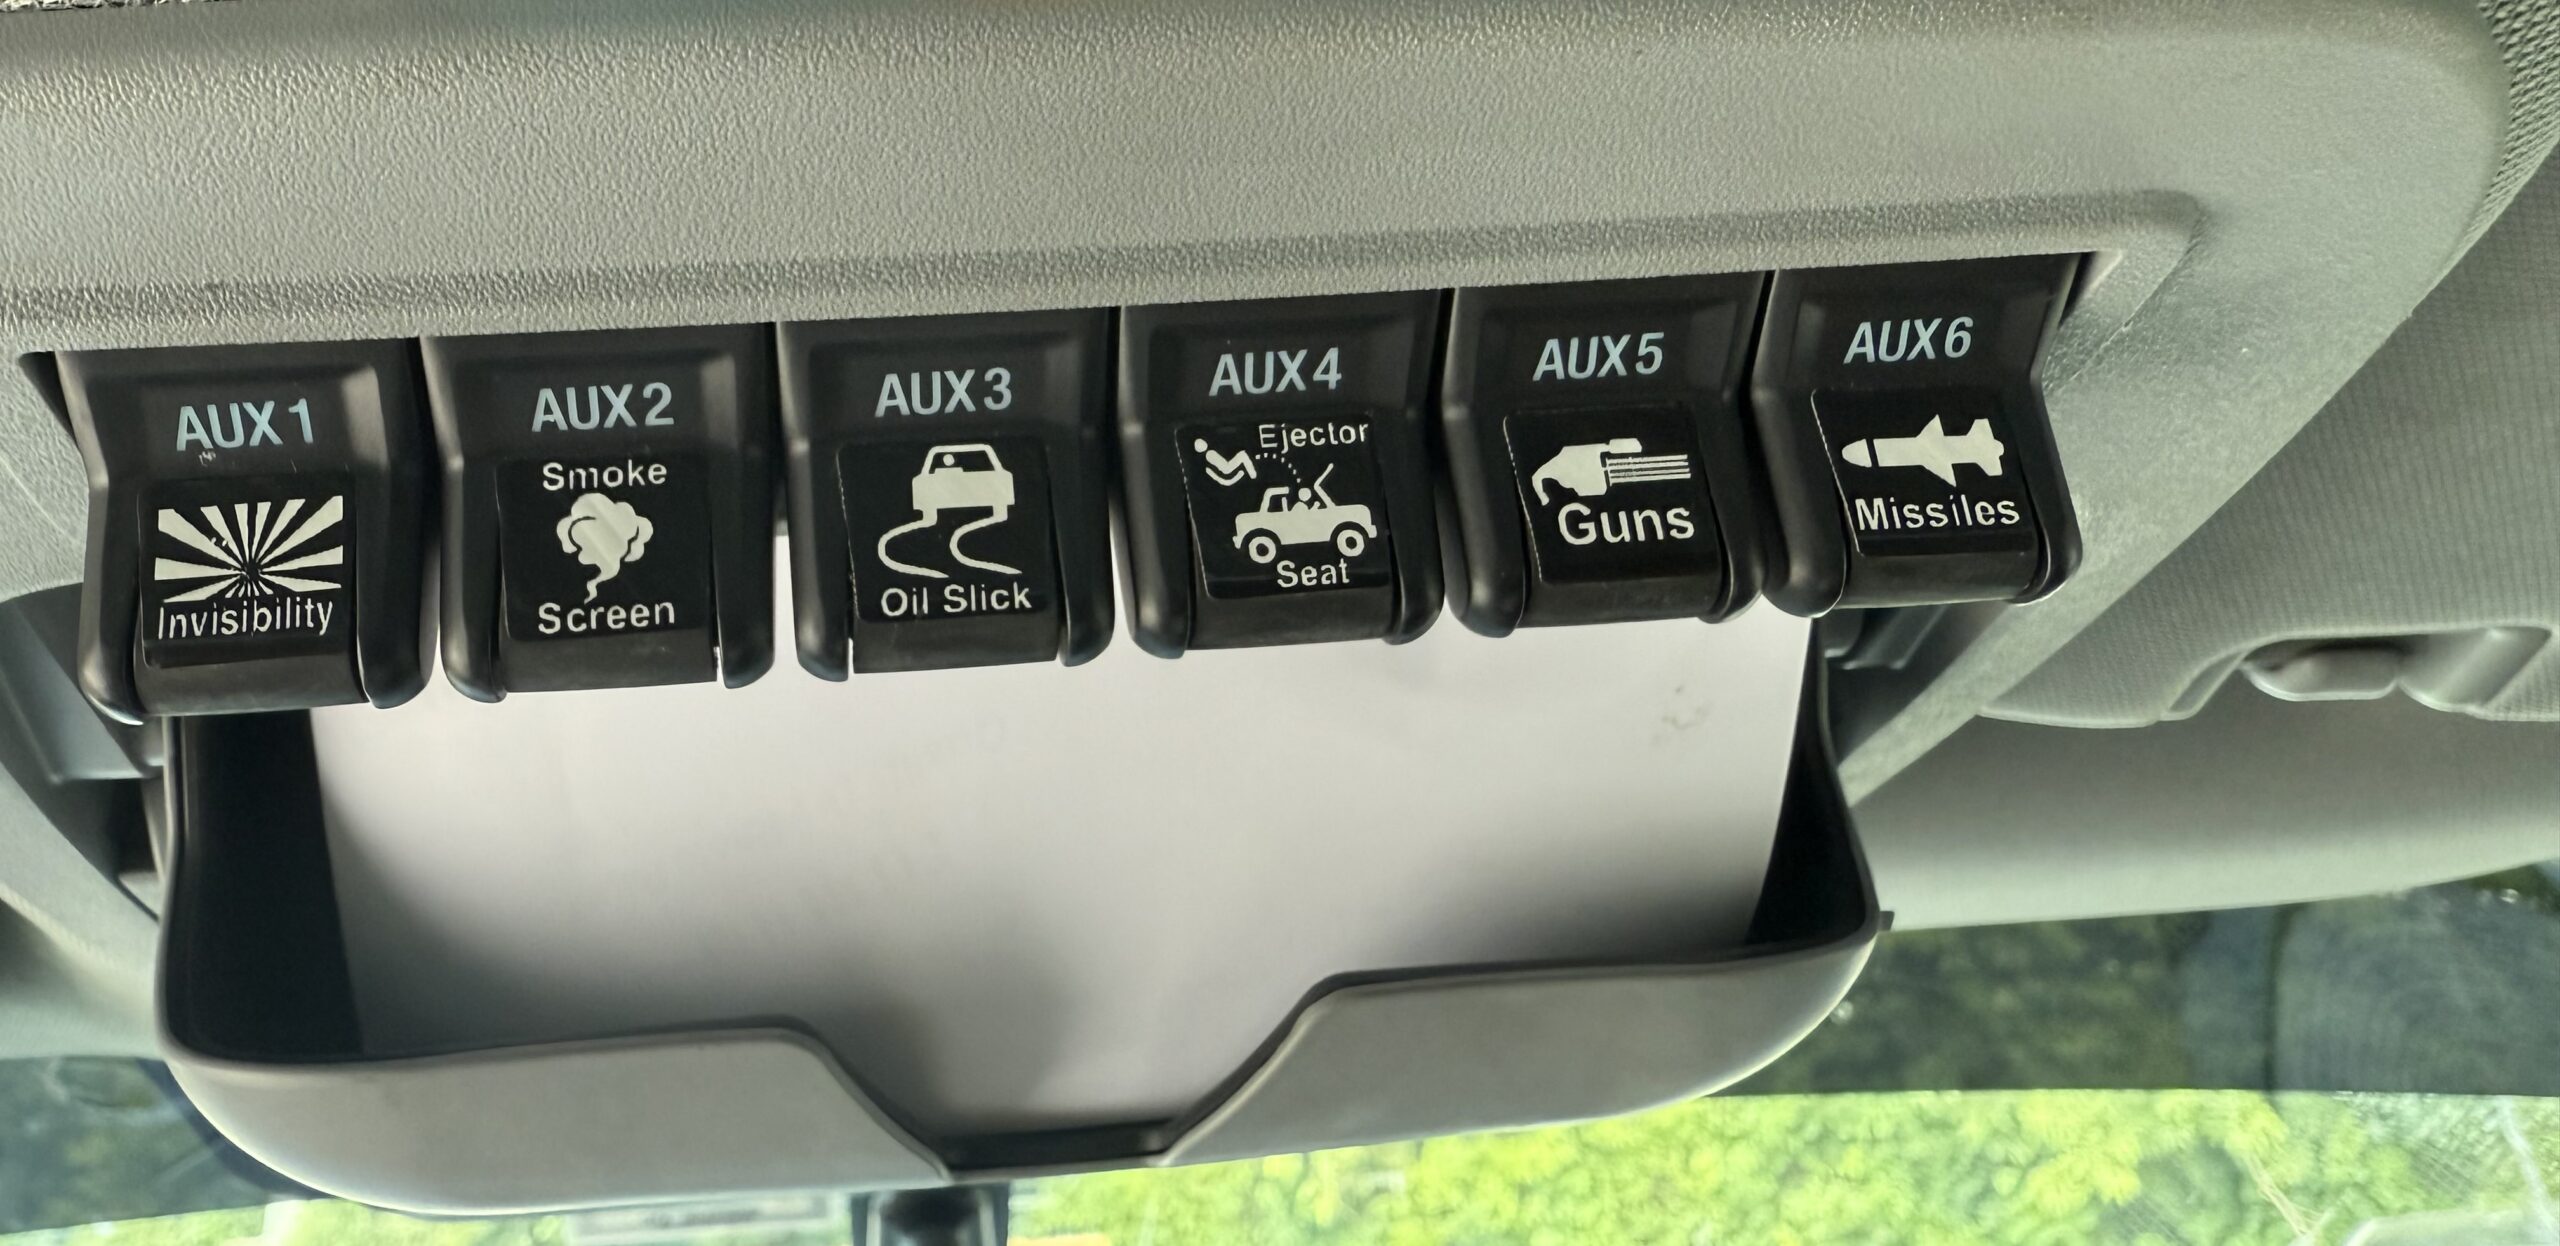 AUX 1
Invisibility
AUX 2
Smoke
Screen
AUX 3
Oil Slick
AUX 4
Ejector
Seat
AUX 5
Guns
AUX 6
Missiles